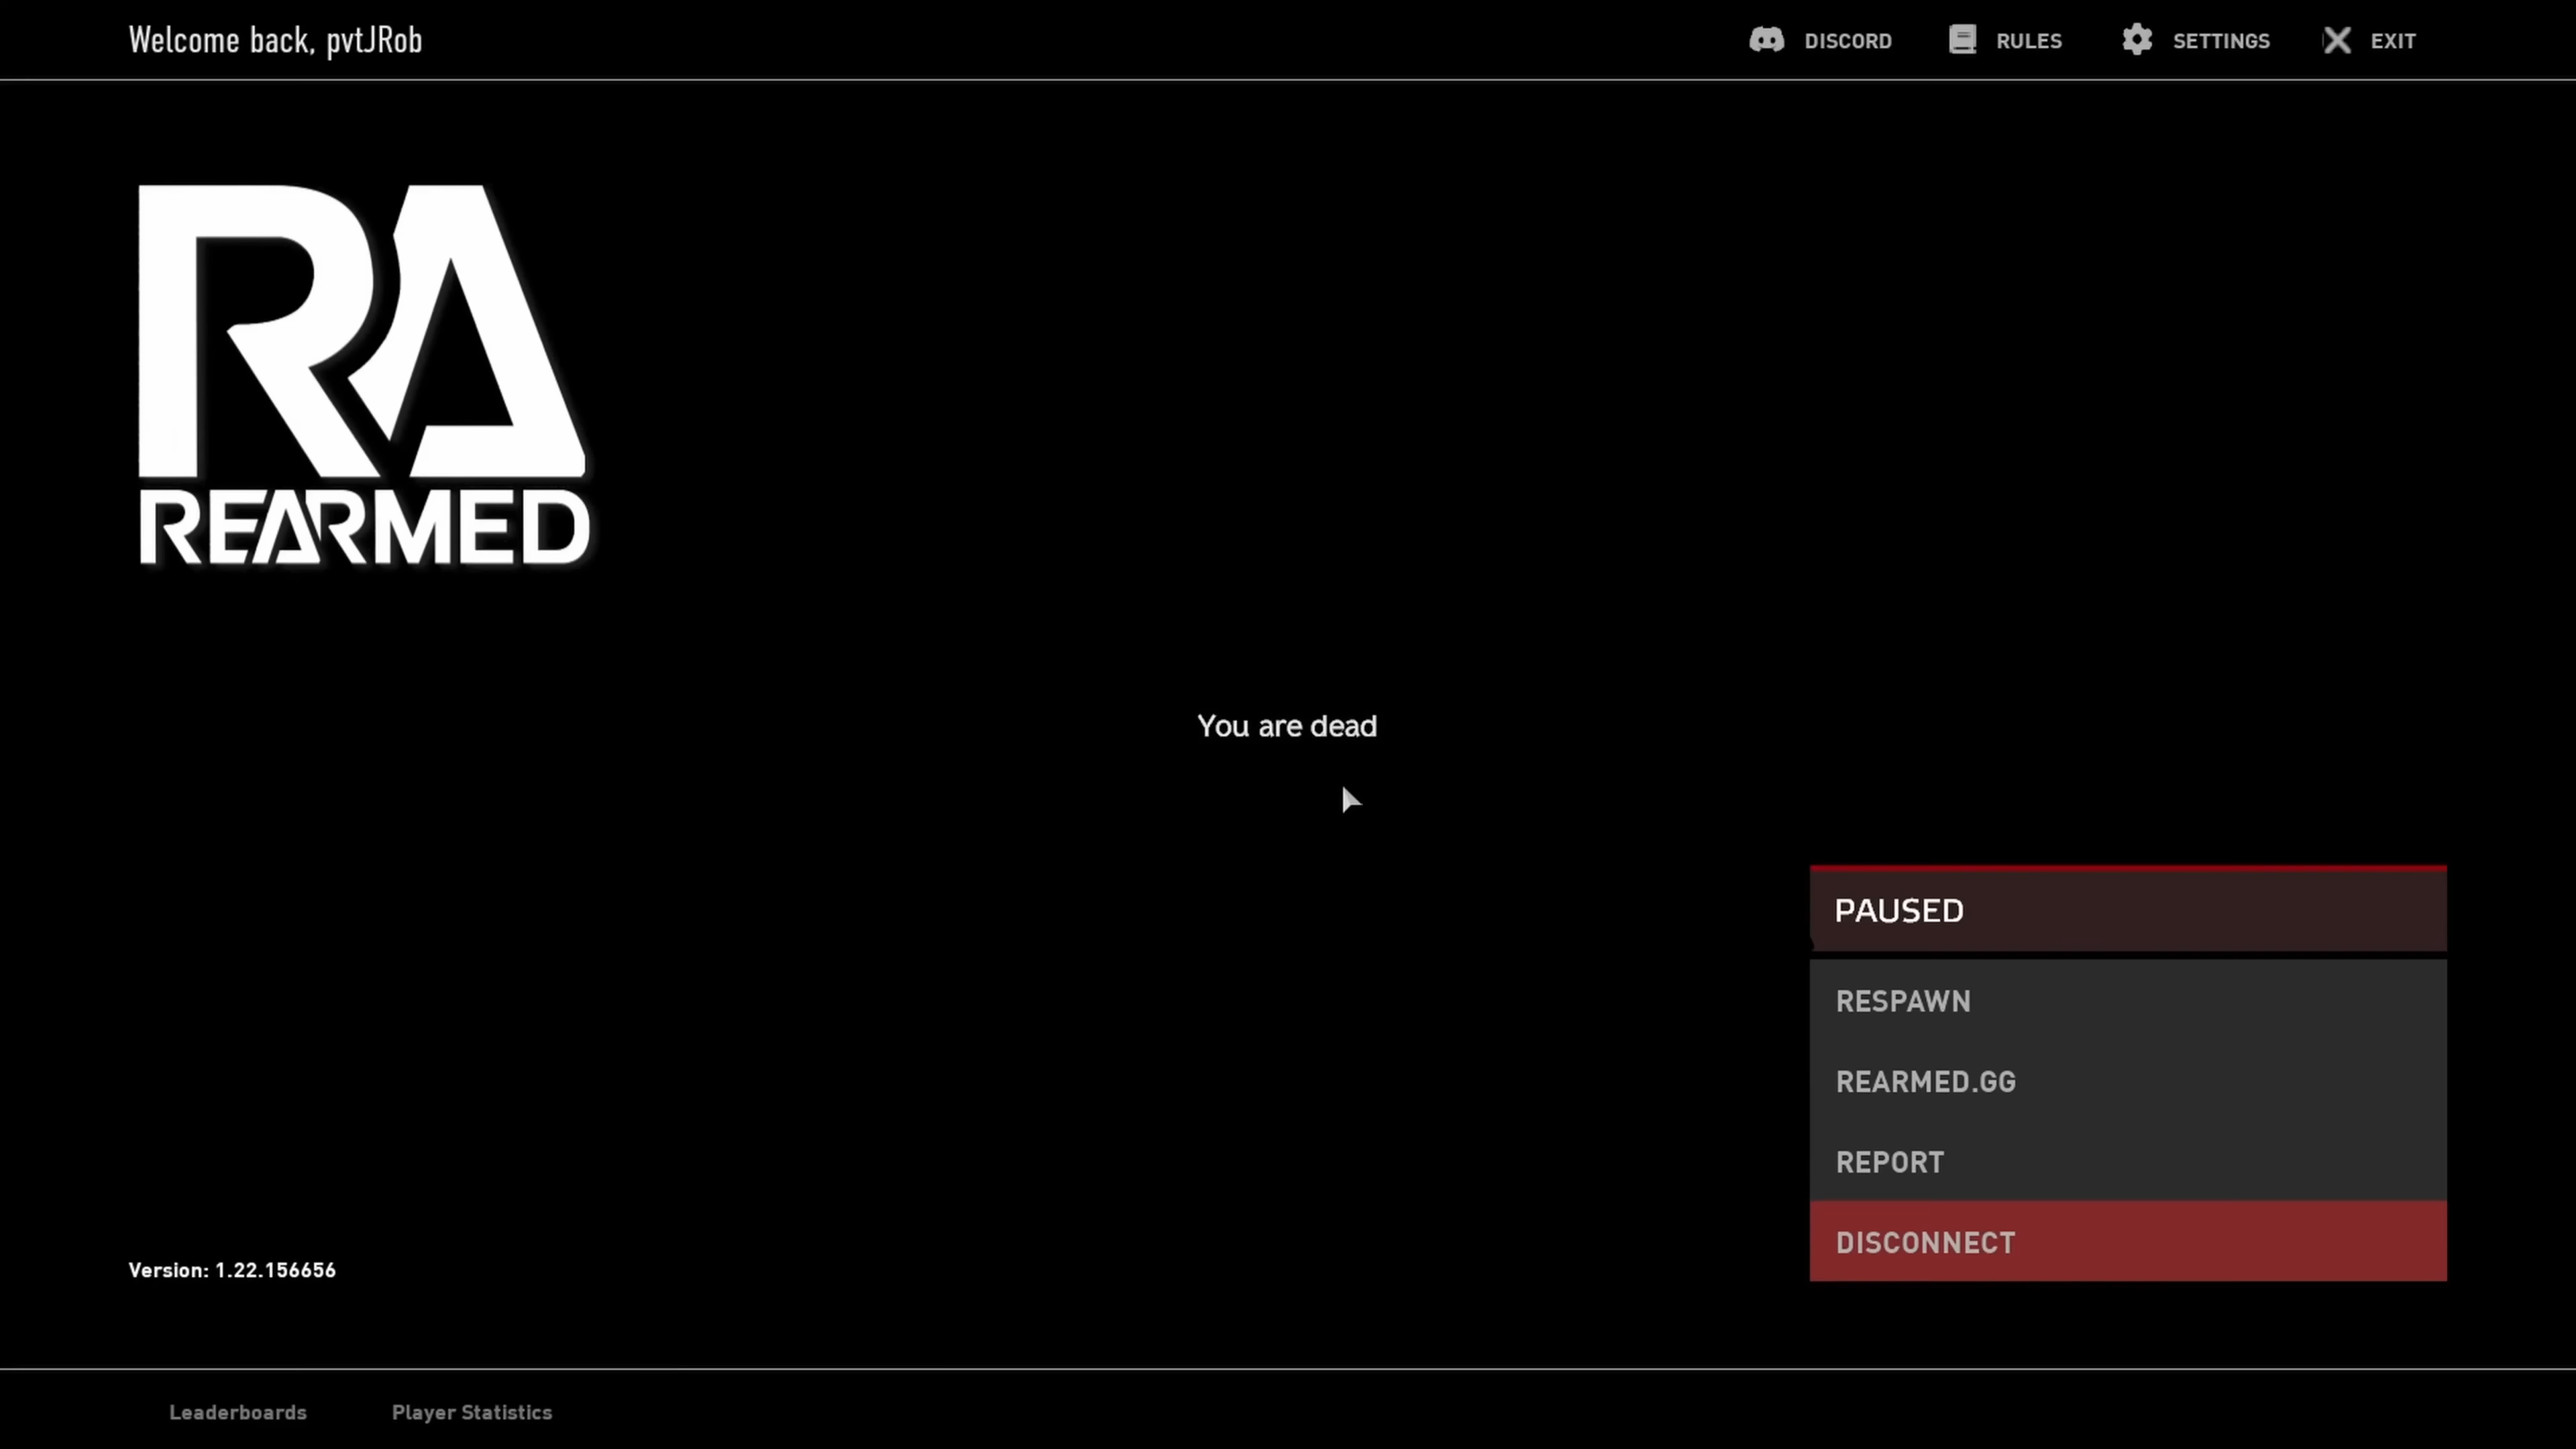 Welcome back, pvtJRob
DISCORD
RULES
SETTINGS
EXIT
RA
REARMED
You are dead
PAUSED
RESPAWN
REARMED.GG
REPORT
DISCONNECT
Version: 1.22.156656
Leaderboards
Player Statistics